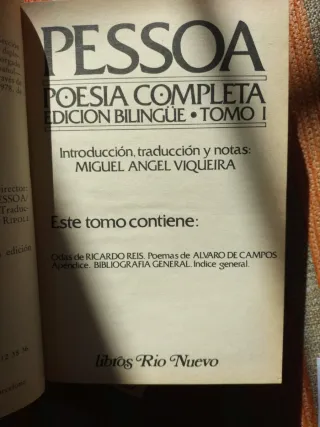 PESSOA
POESIA COMPLETA
EDICION BILINGÜE • TOMO I
Introducción, traducción y notas:
MIGUEL ANGEL VIQUEIRA
Este tomo contiene:
Odas de RICARDO REIS. Poemas de ALVARO DE CAMPOS
Apéndice. BIBLIOGRAFIA GENERAL. Indice general.
libros Río Nuevo